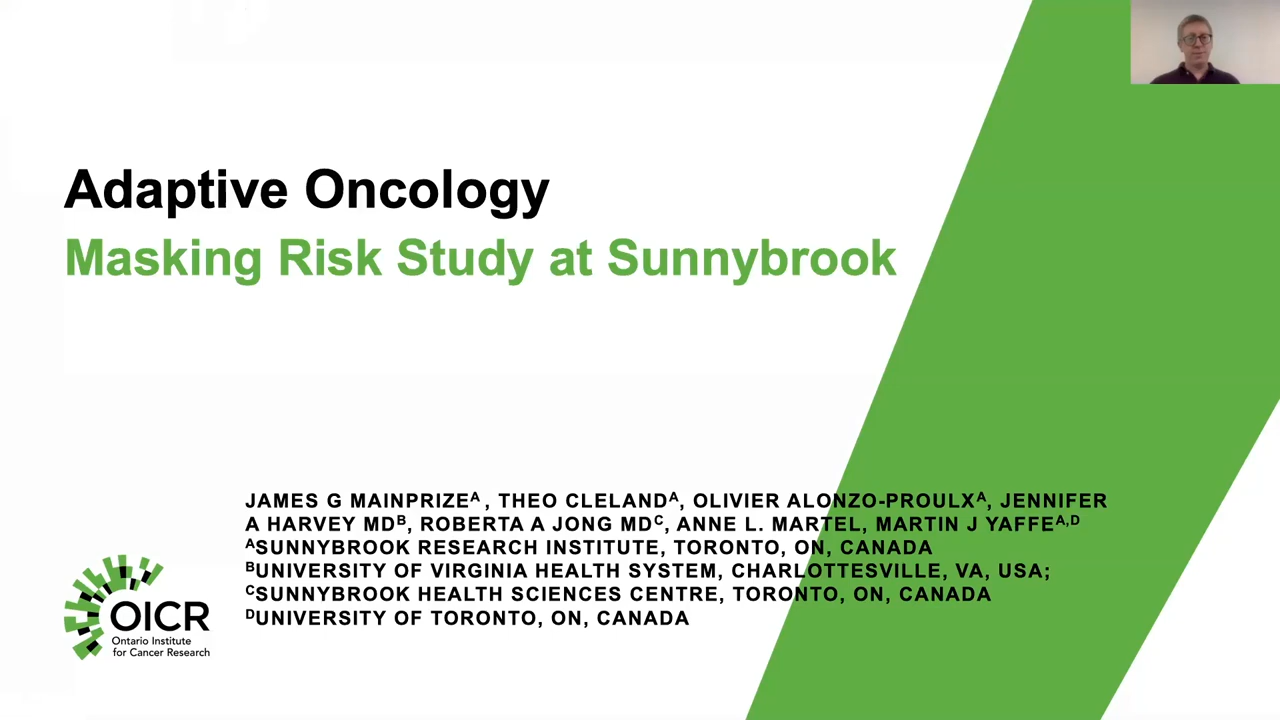 Adaptive Oncology
Masking Risk Study at Sunnybrook
JAMES G MAINPRIZEᴬ , THEO CLELANDᴬ, OLIVIER ALONZO-PROULXᴬ, JENNIFER
A HARVEY MDᴮ, ROBERTA A JONG MDᶜ, ANNE L. MARTEL, MARTIN J YAFFEᴬ,ᴰ
ᴬSUNNYBROOK RESEARCH INSTITUTE, TORONTO, ON, CANADA
ᴮUNIVERSITY OF VIRGINIA HEALTH SYSTEM, CHARLOTTESVILLE, VA, USA;
ᶜSUNNYBROOK HEALTH SCIENCES CENTRE, TORONTO, ON, CANADA
ᴰUNIVERSITY OF TORONTO, ON, CANADA
OICR
Ontario Institute
for Cancer Research